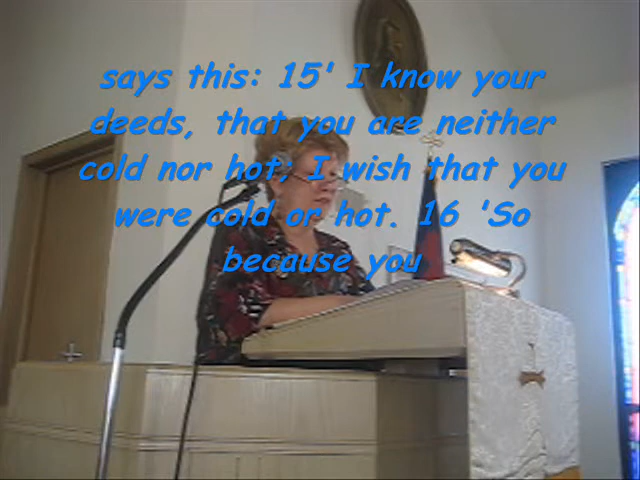 says this: 15' I know your
deeds, that you are neither
cold nor hot; I wish that you
were cold or hot. 16 'So
because you